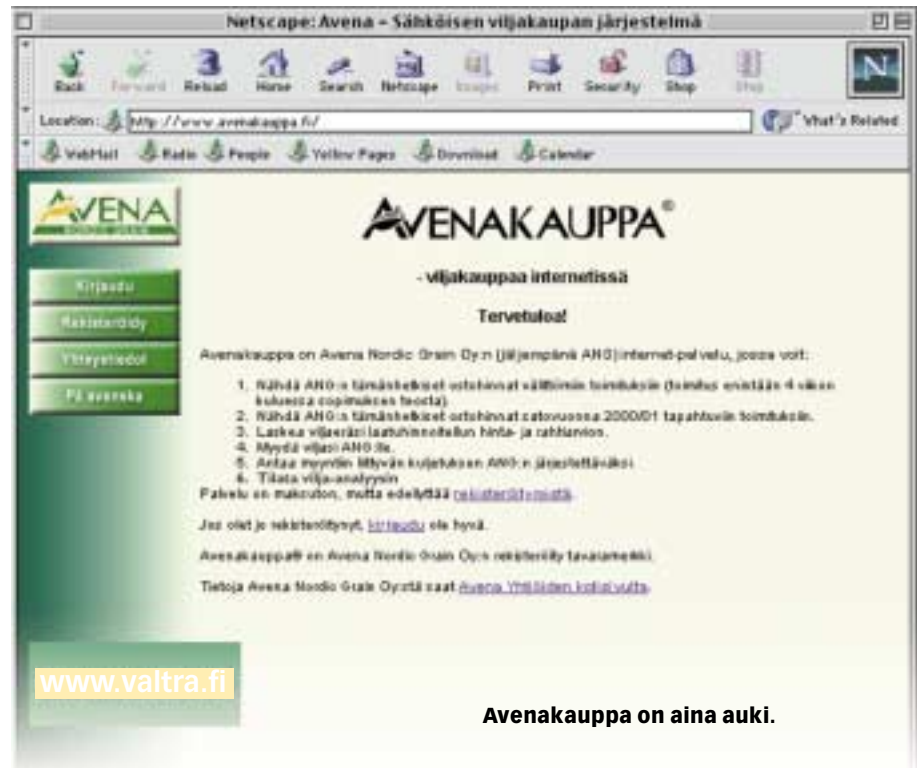 Netscape: Avena – Sähköisen viljakaupan järjestelmä
Back Forward Reload Home Search Netscape Images Print Security Shop Stop
N
Location: http://www.avenakauppa.fi/ What's Related
WebMail Radio People Yellow Pages Download Calendar
AVENA
NORDIC GRAIN
AVENAKAUPPA®
- viljakauppaa internetissä
Tervetuloa!
Kirjaudu
Rekisteröidy
Yhteystiedot
På svenska
Avenakauppa on Avena Nordic Grain Oy:n (jäljempänä ANG) internet-palvelu, jossa voit:
1. Nähdä ANG:n tämänhetkiset ostohinnat välittömiin toimituksiin (toimitus enintään 4 viikon
kuluessa sopimuksen teosta).
2. Nähdä ANG:n tämänhetkiset ostohinnat satovuonna 2000/01 tapahtuviin toimituksiin.
3. Laskea viljaeräsi laatuhinnoitellun hinta- ja rahtiarvion.
4. Myydä viljasi ANG:lle.
5. Antaa myyntiin liittyvän kuljetuksen ANG:n järjestettäväksi
6. Tilata vilja-analyysin
Palvelu on maksuton, mutta edellyttää rekisteröitymistä.
Jos olet jo rekisteröitynyt, kirjaudu ole hyvä.
Avenakauppa® on Avena Nordic Grain Oy:n rekisteröity tavaramerkki.
Tietoja Avena Nordic Grain Oy:stä saat Avena Yhtiöiden kotisivuilta.
www.valtra.fi
Avenakauppa on aina auki.